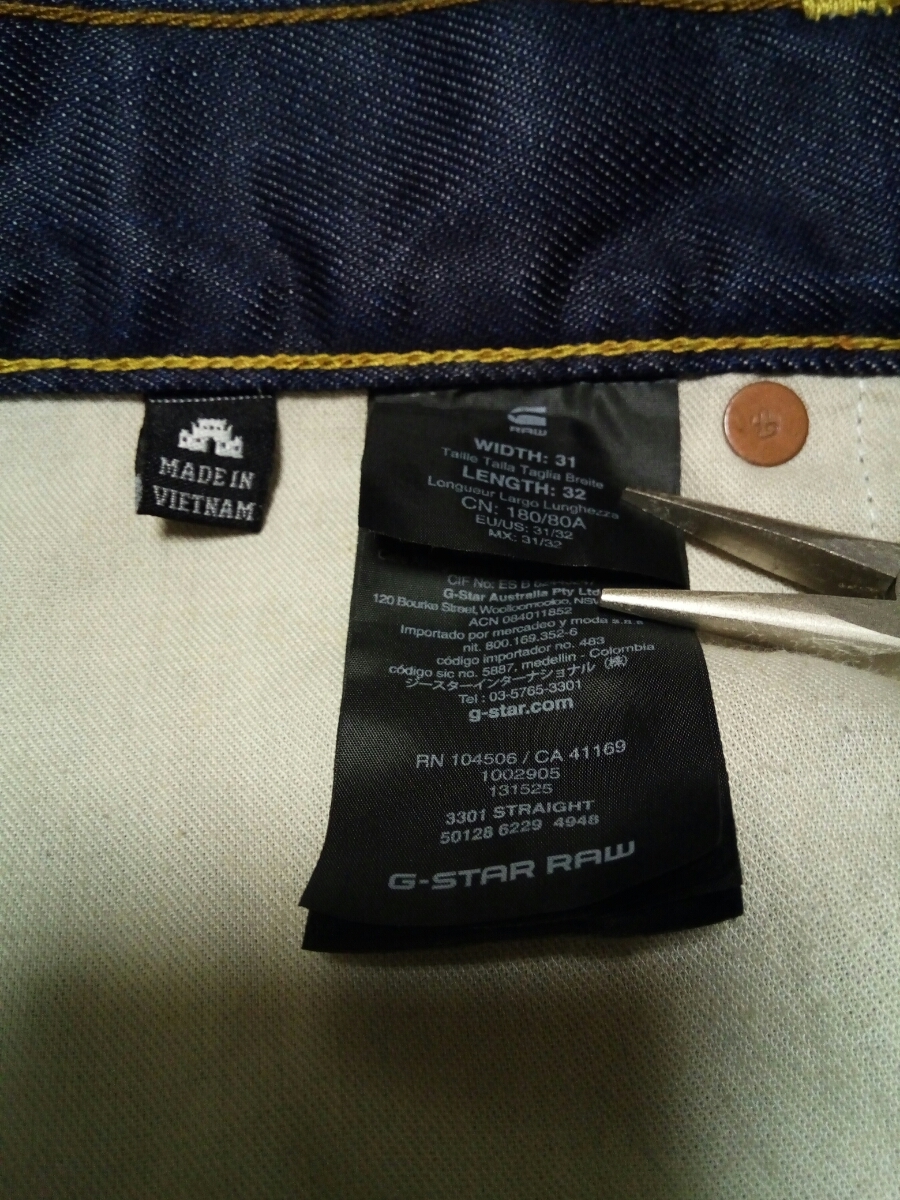 MADE IN
VIETNAM
RAW
WIDTH: 31
Taille Talla Taglia Breite
LENGTH: 32
Longueur Largo Lunghezza
CN: 180/80A
EU/US: 31/32
MX: 31/32
CIF No: ES B
G-Star Australia Pty Ltd
120 Bourke Street, Woolloomooloo, NSW
ACN 084011852
Importado por mercadeo y moda s.a.s
nit. 800.169.352-6
código importador no. 483
código sic no. 5887, medellin - Colombia
ジースターインターナショナル（株）
Tel : 03-5765-3301
g-star.com
RN 104506 / CA 41169
1002905
131525
3301 STRAIGHT
50128 6229 4948
G-STAR RAW